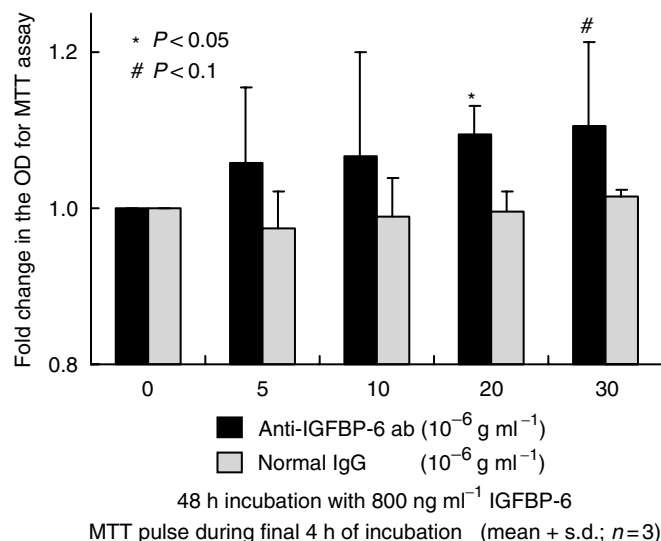 Fold change in the OD for MTT assay
* P < 0.05
# P < 0.1
1.2
1.0
0.8
*
#
0 5 10 20 30
Anti-IGFBP-6 ab (10⁻⁶ g ml⁻¹)
Normal IgG (10⁻⁶ g ml⁻¹)
48 h incubation with 800 ng ml⁻¹ IGFBP-6
MTT pulse during final 4 h of incubation (mean + s.d.; n = 3)